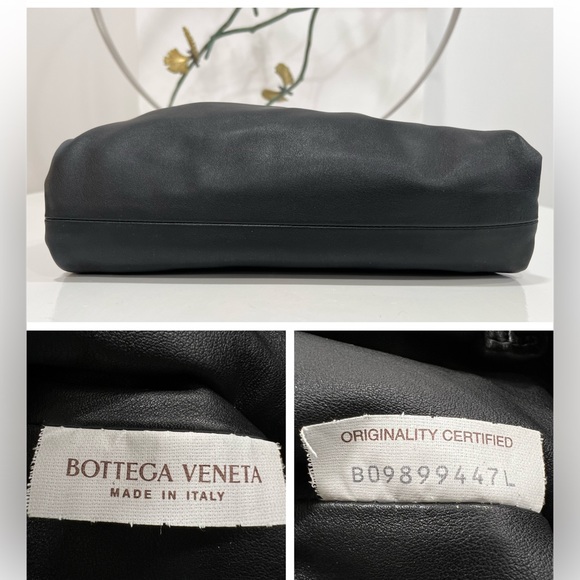 BOTTEGA VENETA
MADE IN ITALY
ORIGINALITY CERTIFIED
B09899447L